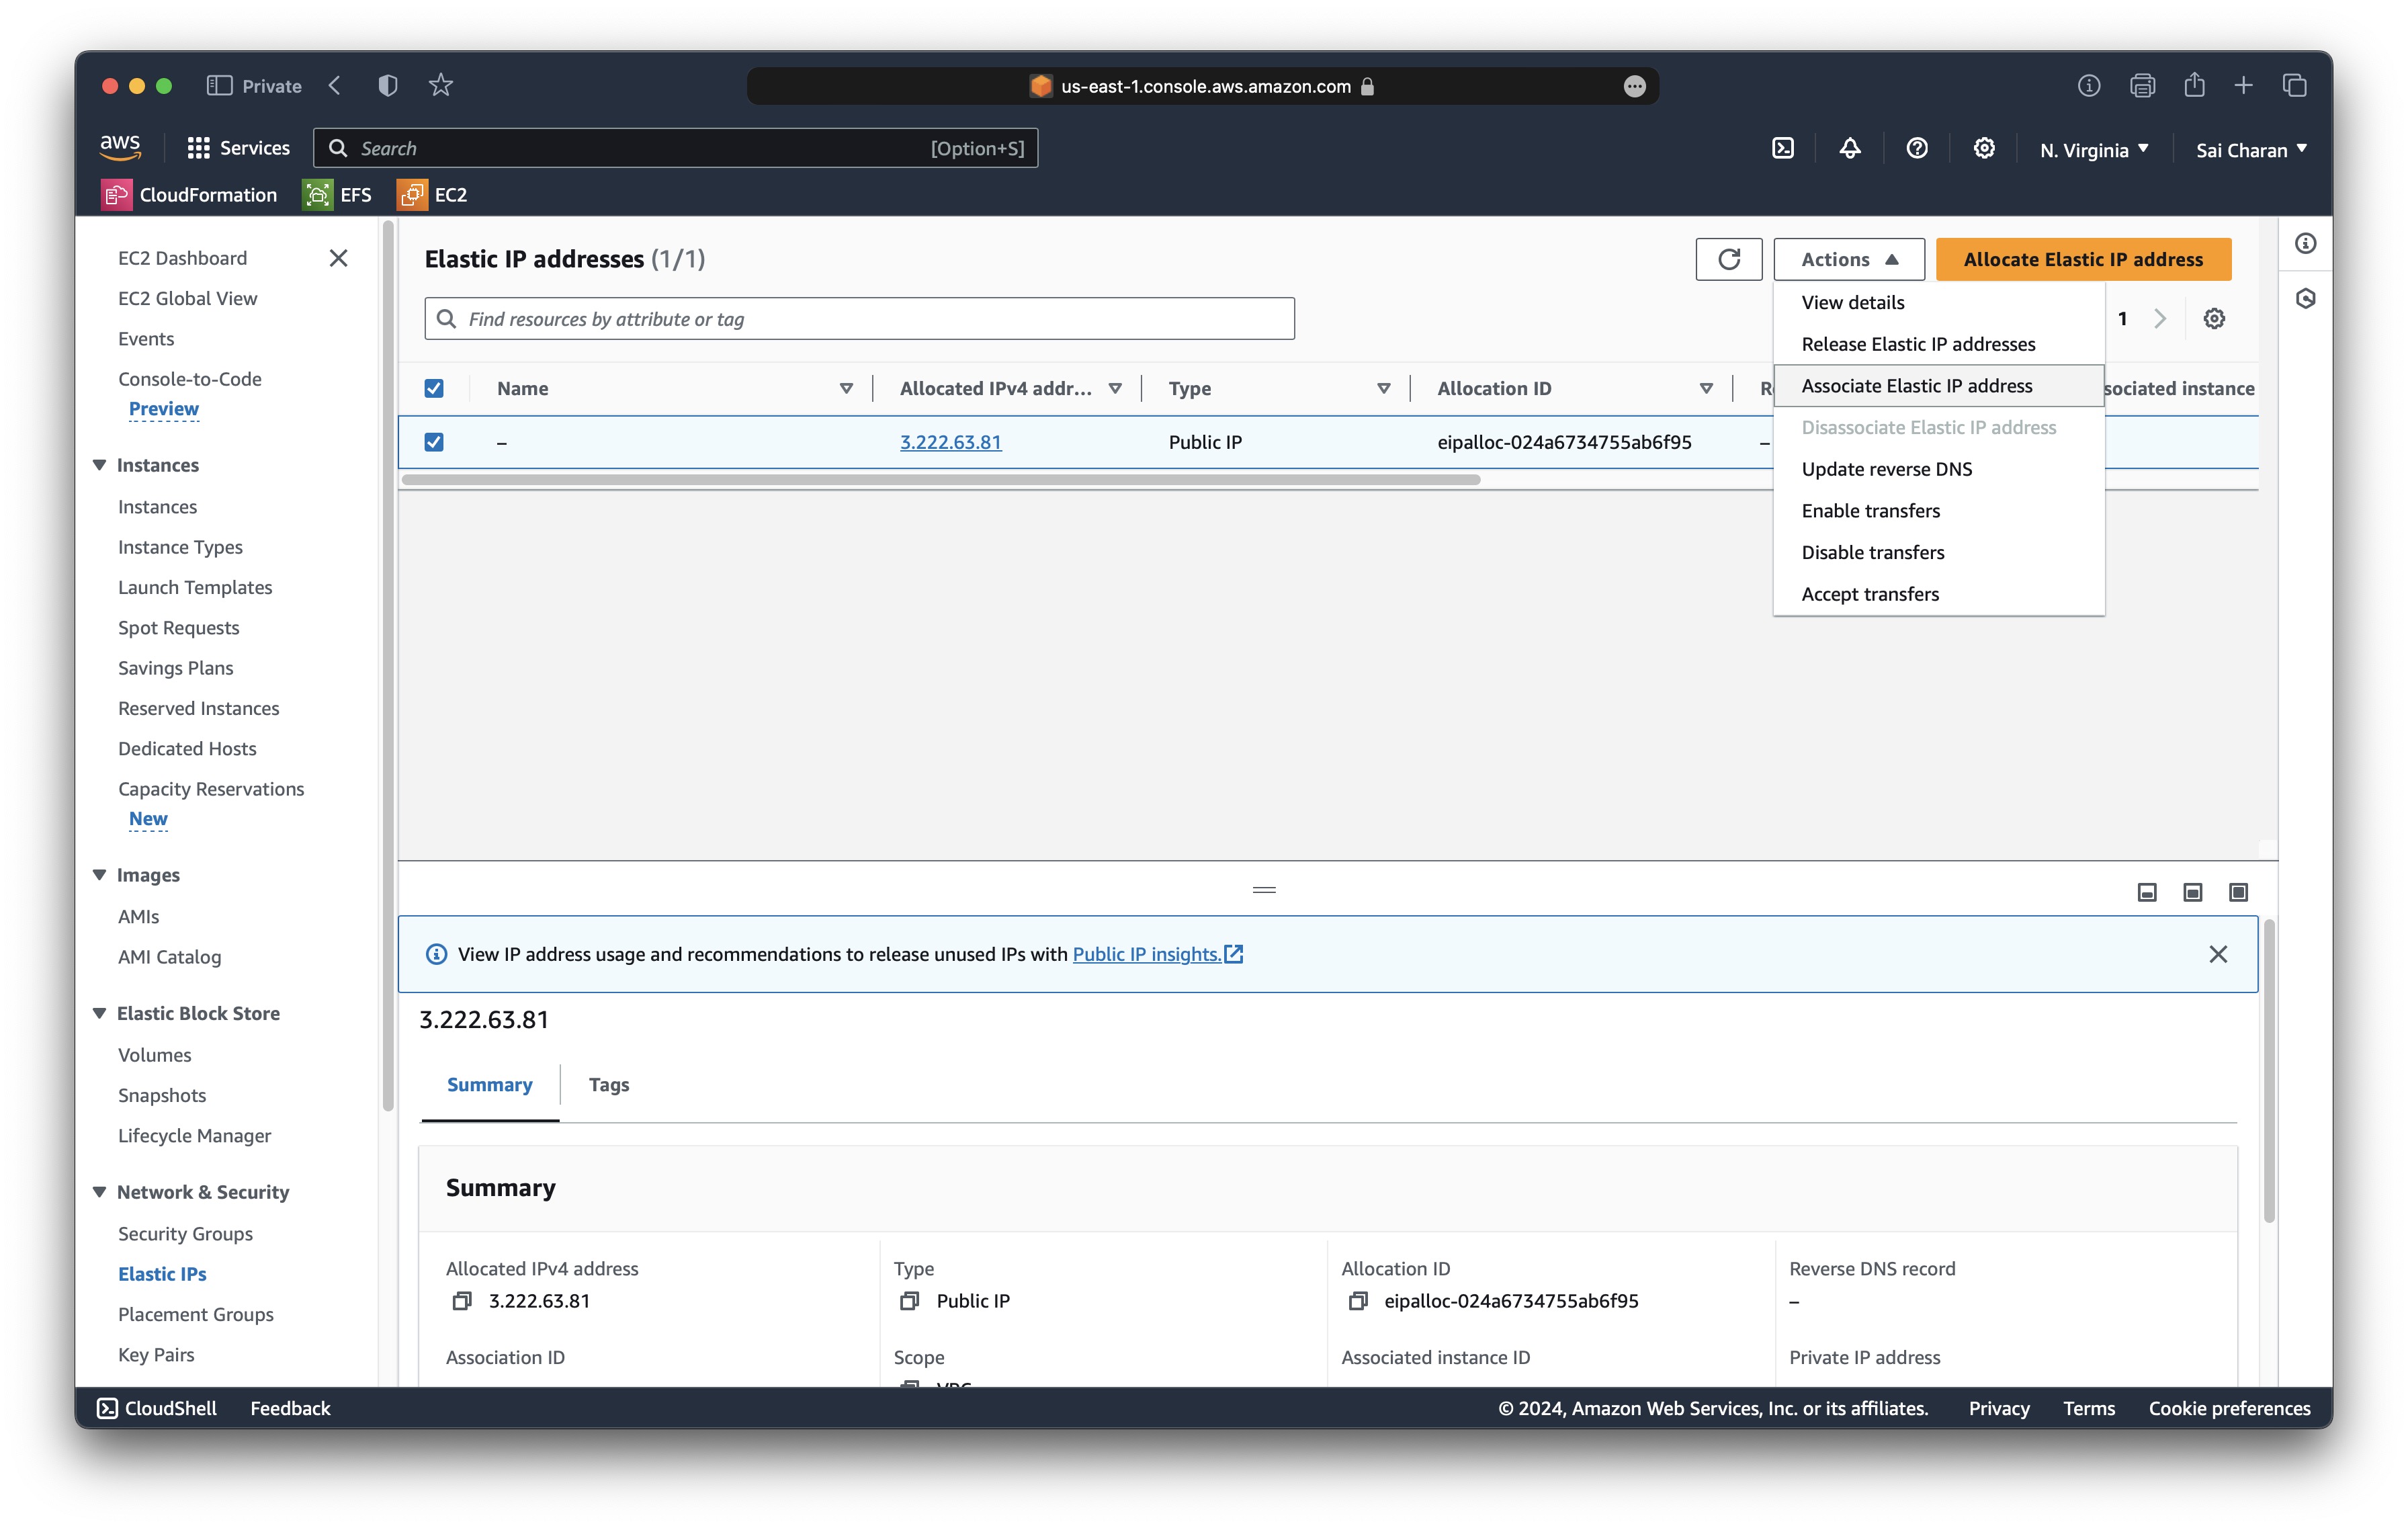 Private
us-east-1.console.aws.amazon.com
aws
Services
Search
[Option+S]
N. Virginia
Sai Charan
CloudFormation
EFS
EC2
EC2 Dashboard
EC2 Global View
Events
Console-to-Code
Preview
Instances
Instances
Instance Types
Launch Templates
Spot Requests
Savings Plans
Reserved Instances
Dedicated Hosts
Capacity Reservations
New
Images
AMIs
AMI Catalog
Elastic Block Store
Volumes
Snapshots
Lifecycle Manager
Network & Security
Security Groups
Elastic IPs
Placement Groups
Key Pairs
Elastic IP addresses (1/1)
Actions
Allocate Elastic IP address
Find resources by attribute or tag
1
View details
Release Elastic IP addresses
Associate Elastic IP address
Disassociate Elastic IP address
Update reverse DNS
Enable transfers
Disable transfers
Accept transfers
Name
Allocated IPv4 addr...
Type
Allocation ID
sociated instance
–
3.222.63.81
Public IP
eipalloc-024a6734755ab6f95
–
View IP address usage and recommendations to release unused IPs with Public IP insights.
3.222.63.81
Summary
Tags
Summary
Allocated IPv4 address
3.222.63.81
Type
Public IP
Allocation ID
eipalloc-024a6734755ab6f95
Reverse DNS record
–
Association ID
Scope
Associated instance ID
Private IP address
CloudShell
Feedback
© 2024, Amazon Web Services, Inc. or its affiliates.
Privacy
Terms
Cookie preferences